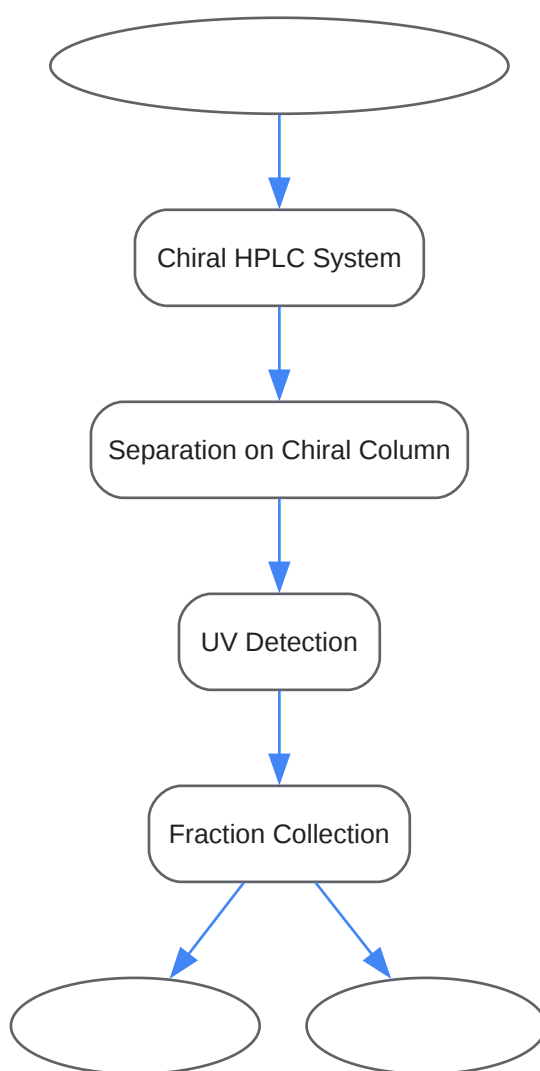 Chiral HPLC System
Separation on Chiral Column
UV Detection
Fraction Collection